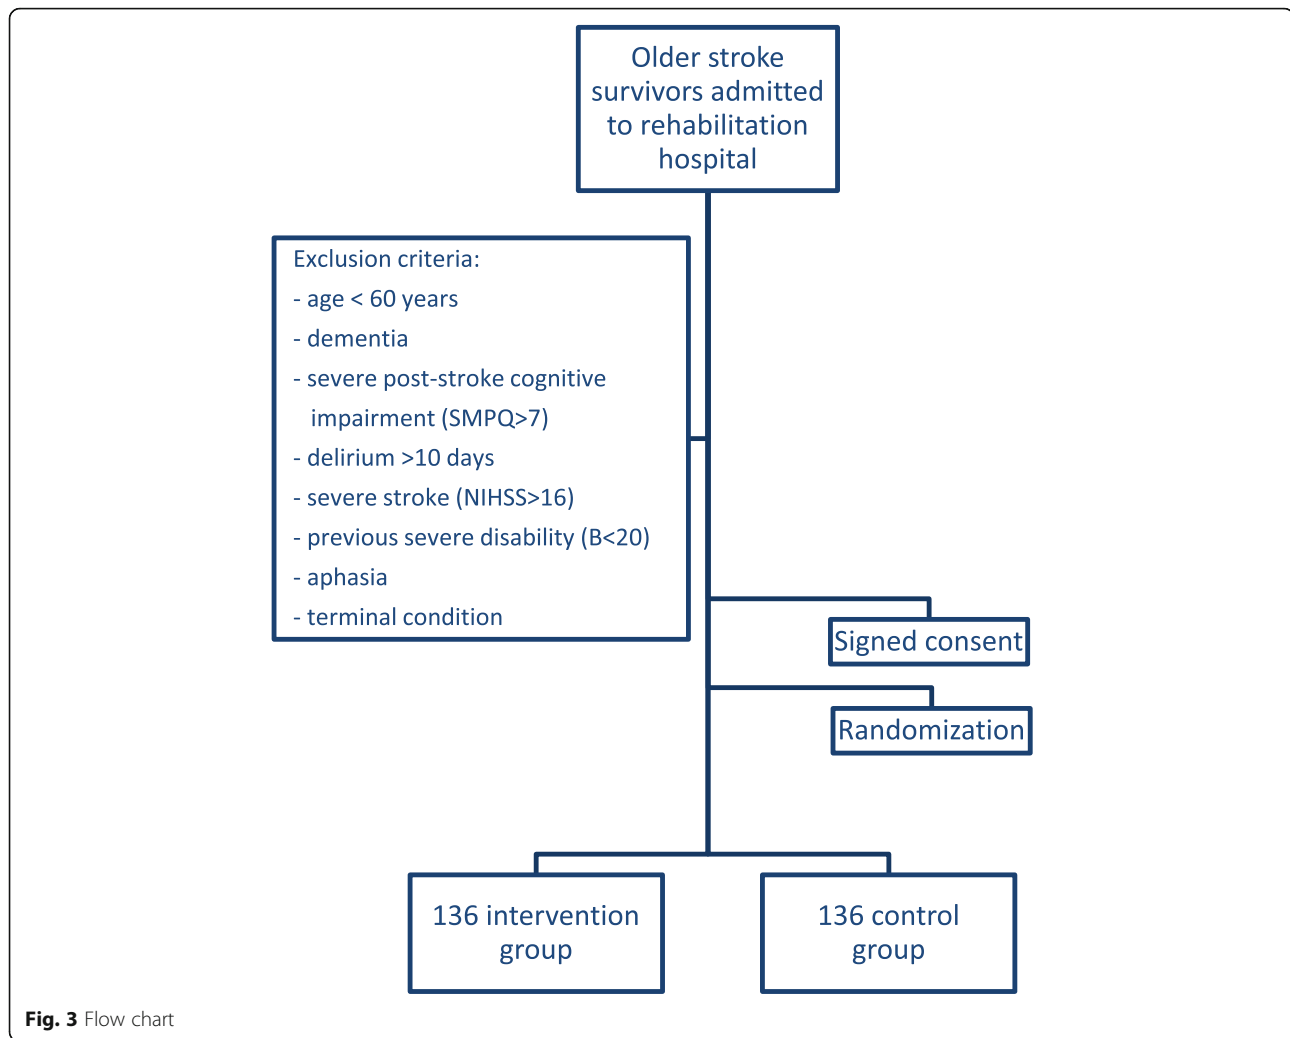 Older stroke
survivors admitted
to rehabilitation
hospital
Exclusion criteria:
- age < 60 years
- dementia
- severe post-stroke cognitive
impairment (SMPQ>7)
- delirium >10 days
- severe stroke (NIHSS>16)
- previous severe disability (B<20)
- aphasia
- terminal condition
Signed consent
Randomization
136 intervention
group
136 control
group
Fig. 3 Flow chart